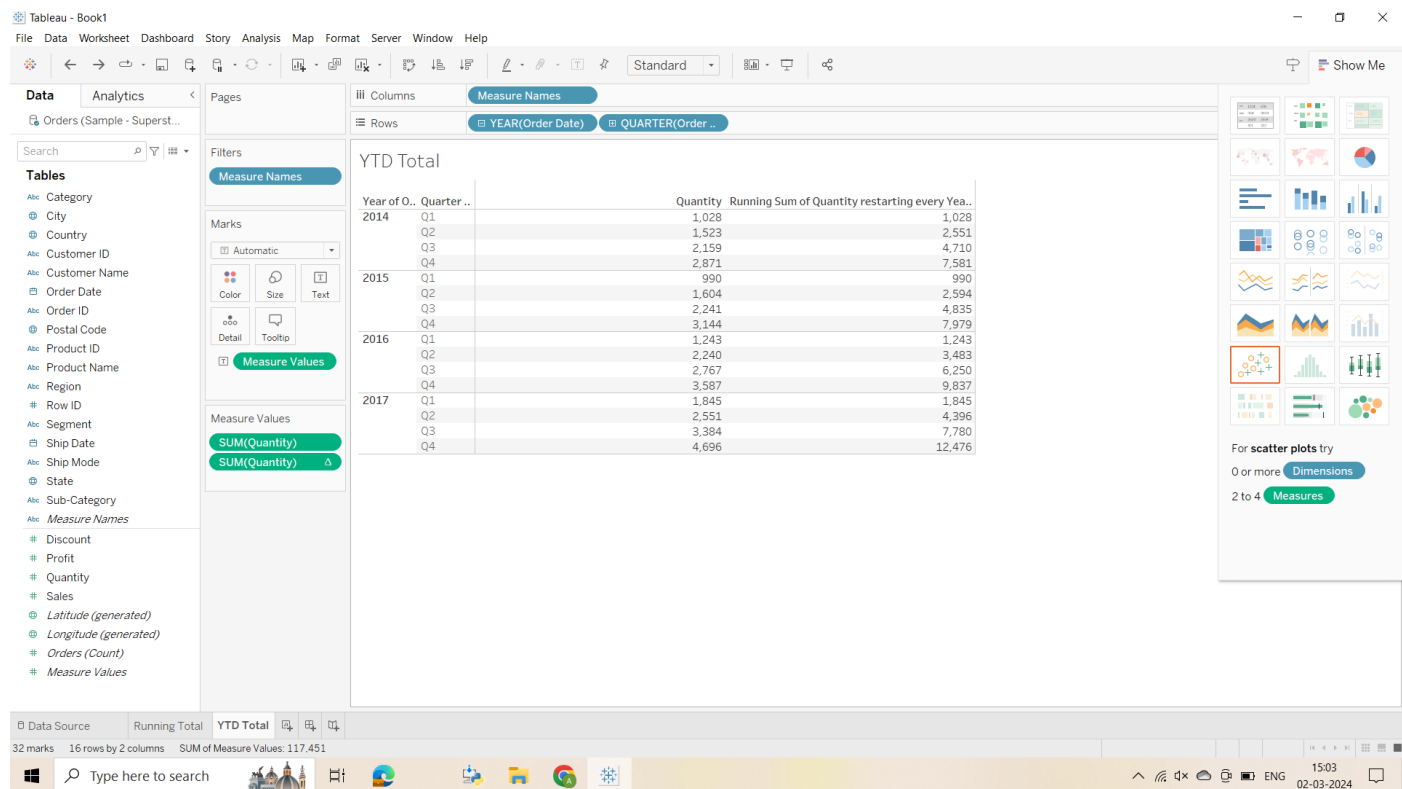 Tableau - Book1
File Data Worksheet Dashboard Story Analysis Map Format Server Window Help
Standard
Show Me
Data Analytics
Orders (Sample - Superst...
Search
Tables
Abc Category
City
Country
Abc Customer ID
Abc Customer Name
Order Date
Abc Order ID
Postal Code
Abc Product ID
Abc Product Name
Abc Region
# Row ID
Abc Segment
Ship Date
Abc Ship Mode
State
Abc Sub-Category
Abc Measure Names
# Discount
# Profit
# Quantity
# Sales
Latitude (generated)
Longitude (generated)
# Orders (Count)
# Measure Values
Pages
Filters
Measure Names
Marks
Automatic
Color Size Text
Detail Tooltip
Measure Values
Measure Values
SUM(Quantity)
SUM(Quantity) Δ
Columns Measure Names
Rows YEAR(Order Date) QUARTER(Order ..
YTD Total
Year of O.. Quarter .. Quantity Running Sum of Quantity restarting every Yea..
2014 Q1 1,028 1,028
Q2 1,523 2,551
Q3 2,159 4,710
Q4 2,871 7,581
2015 Q1 990 990
Q2 1,604 2,594
Q3 2,241 4,835
Q4 3,144 7,979
2016 Q1 1,243 1,243
Q2 2,240 3,483
Q3 2,767 6,250
Q4 3,587 9,837
2017 Q1 1,845 1,845
Q2 2,551 4,396
Q3 3,384 7,780
Q4 4,696 12,476
For scatter plots try
0 or more Dimensions
2 to 4 Measures
Data Source Running Total YTD Total
32 marks 16 rows by 2 columns SUM of Measure Values: 117,451
Type here to search
ENG
15:03
02-03-2024